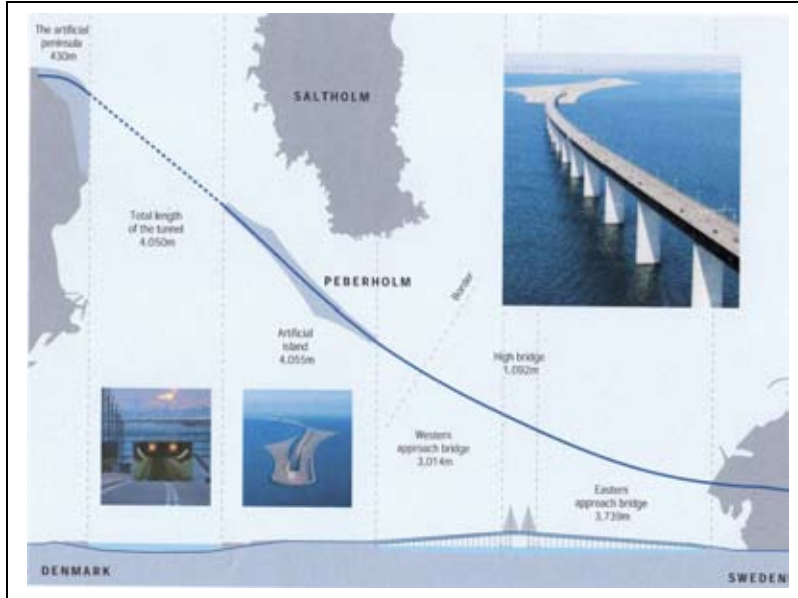 The artificial
peninsula
430m
SALTHOLM
Total length
of the tunnel
4.050m
PEBERHOLM
Border
Artificial
island
4.055m
High bridge
1.092m
Western
approach bridge
3.014m
Eastern
approach bridge
3.739m
DENMARK
SWEDEN